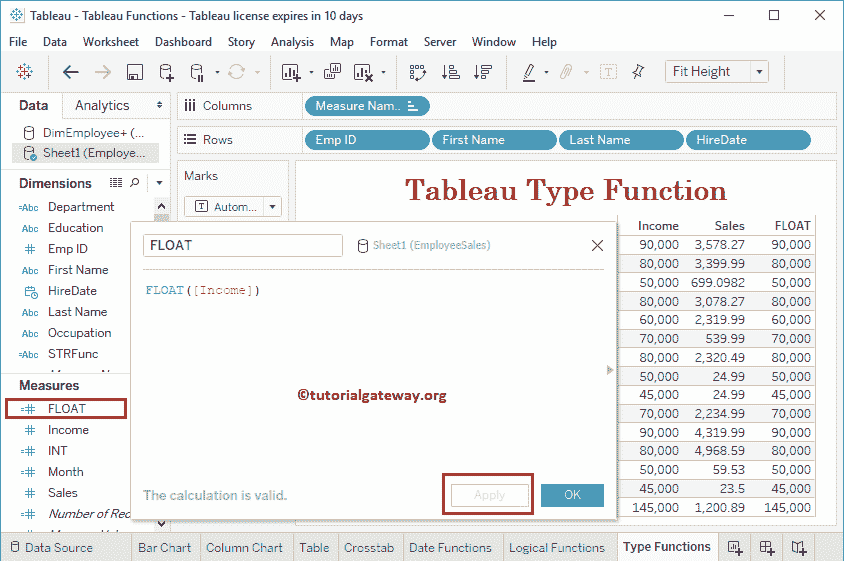 Tableau - Tableau Functions - Tableau license expires in 10 days
File Data Worksheet Dashboard Story Analysis Map Format Server Window Help
Fit Height
Data Analytics
Columns Measure Nam..
DimEmployee+ (...
Sheet1 (Employe...
Rows Emp ID First Name Last Name HireDate
Dimensions
Marks
Autom...
Tableau Type Function
=Abc Department
Abc Education
Emp ID
Abc First Name
HireDate
Abc Last Name
Abc Occupation
=Abc STRFunc
Measures
=# FLOAT
# Income
=# INT
# Month
# Sales
=# Number of Rec
FLOAT
Sheet1 (EmployeeSales)
FLOAT([Income])
©tutorialgateway.org
The calculation is valid.
Apply OK
Income Sales FLOAT
90,000 3,578.27 90,000
80,000 3,399.99 80,000
50,000 699.0982 50,000
80,000 3,078.27 80,000
60,000 2,319.99 60,000
70,000 539.99 70,000
80,000 2,320.49 80,000
50,000 24.99 50,000
45,000 24.99 45,000
70,000 2,234.99 70,000
90,000 4,319.99 90,000
80,000 4,968.59 80,000
50,000 59.53 50,000
45,000 23.5 45,000
145,000 1,200.89 145,000
Data Source Bar Chart Column Chart Table Crosstab Date Functions Logical Functions Type Functions